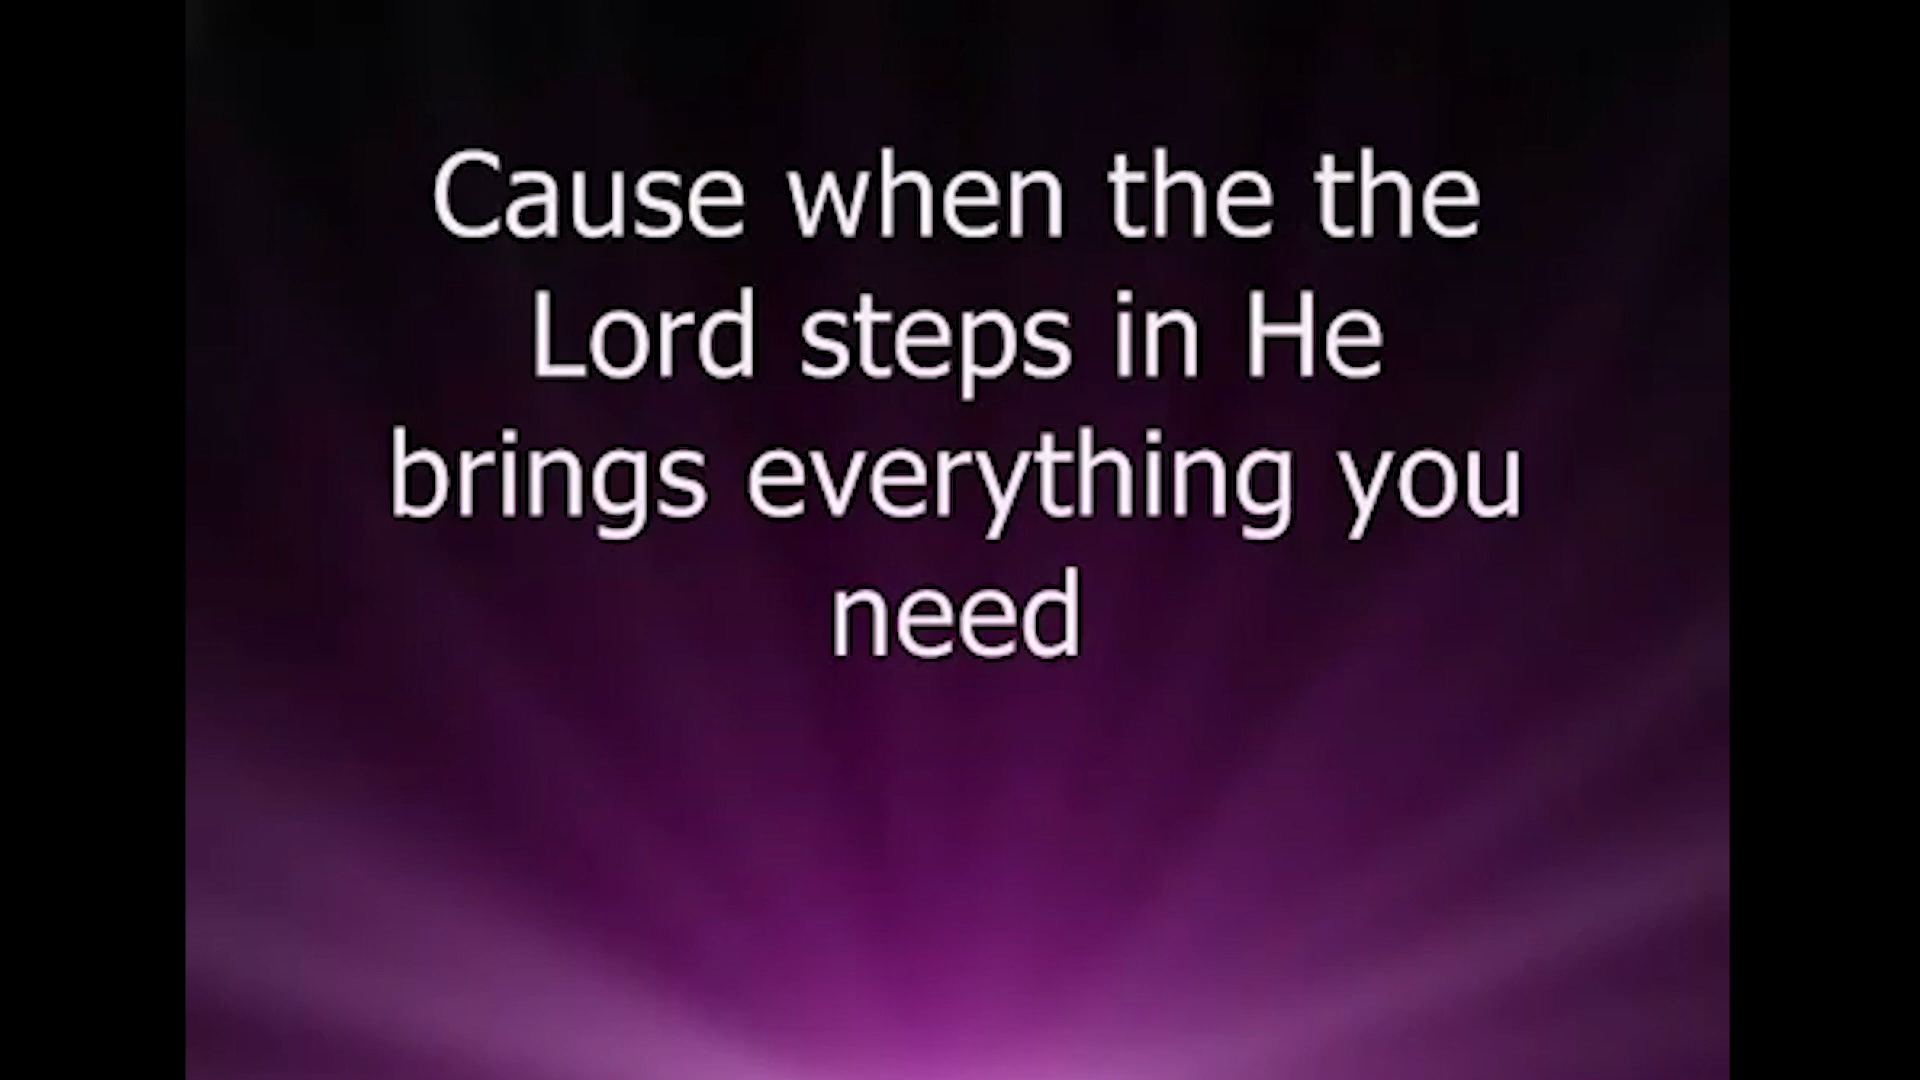 Cause when the the
Lord steps in He
brings everything you
need